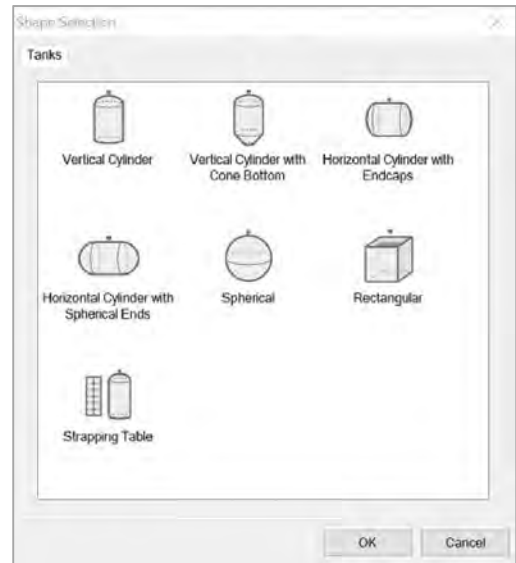 Shape Selection
Tanks
Vertical Cylinder
Vertical Cylinder with
Cone Bottom
Horizontal Cylinder with
Endcaps
Horizontal Cylinder with
Spherical Ends
Spherical
Rectangular
Strapping Table
OK
Cancel